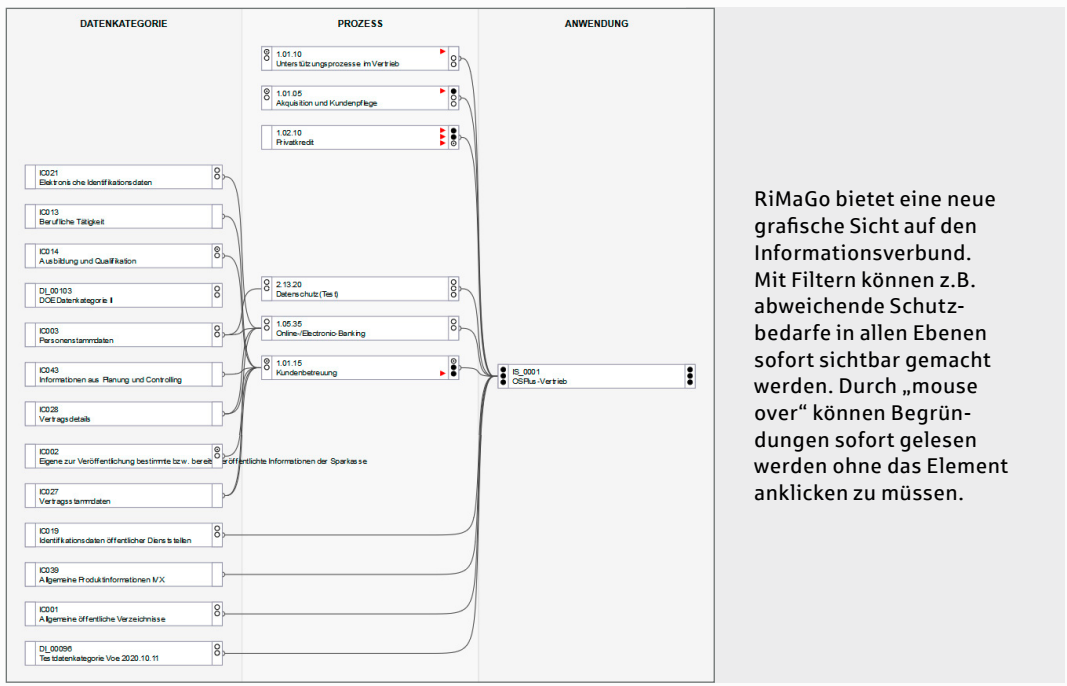 DATENKATEGORIE
PROZESS
ANWENDUNG
1.01.10
Unterstützungsprozesse im Vertrieb
1.01.05
Akquisition und Kundenpflege
1.02.10
Privatkredit
IC021
Elektronische Identifikationsdaten
IC013
Berufliche Tätigkeit
IC014
Ausbildung und Qualifikation
DI_00103
DOE Datenkategorie II
IC003
Personenstammdaten
IC043
Informationen aus Planung und Controlling
IC028
Vertragsdetails
IC002
Eigene zur Veröffentlichung bestimmte bzw. bereits veröffentlichte Informationen der Sparkasse
IC027
Vertragsstammdaten
IC019
Identifikationsdaten öffentlicher Dienststellen
IC039
Allgemeine Produktinformationen IVX
IC001
Allgemeine öffentliche Verzeichnisse
DI_00096
Testdatenkategorie Voe 2020.10.11
2.13.20
Datenschutz (Test)
1.05.35
Online-/Electronic-Banking
1.01.15
Kundenbetreuung
IS_0001
OSPlus-Vertrieb
RiMaGo bietet eine neue
grafische Sicht auf den
Informationsverbund.
Mit Filtern können z.B.
abweichende Schutz-
bedarfe in allen Ebenen
sofort sichtbar gemacht
werden. Durch „mouse
over“ können Begrün-
dungen sofort gelesen
werden ohne das Element
anklicken zu müssen.